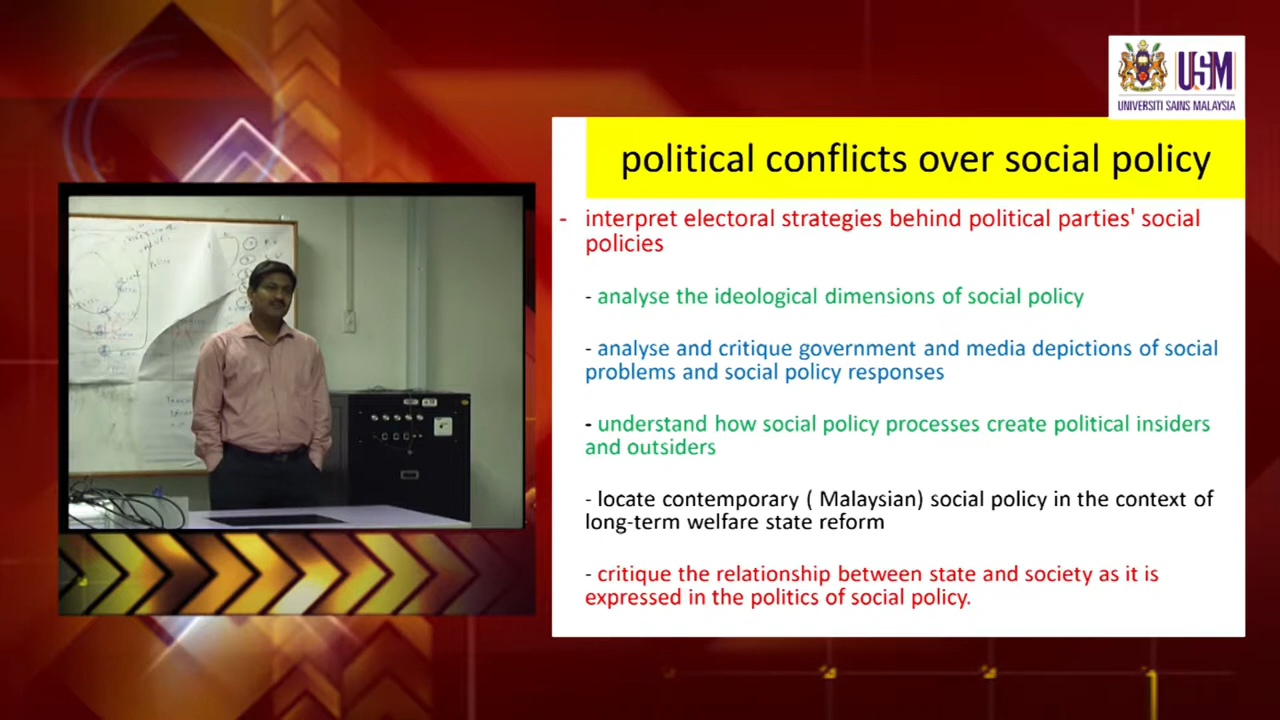 USM
UNIVERSITI SAINS MALAYSIA
political conflicts over social policy
- interpret electoral strategies behind political parties' social
policies
- analyse the ideological dimensions of social policy
- analyse and critique government and media depictions of social
problems and social policy responses
- understand how social policy processes create political insiders
and outsiders
- locate contemporary ( Malaysian) social policy in the context of
long-term welfare state reform
- critique the relationship between state and society as it is
expressed in the politics of social policy.